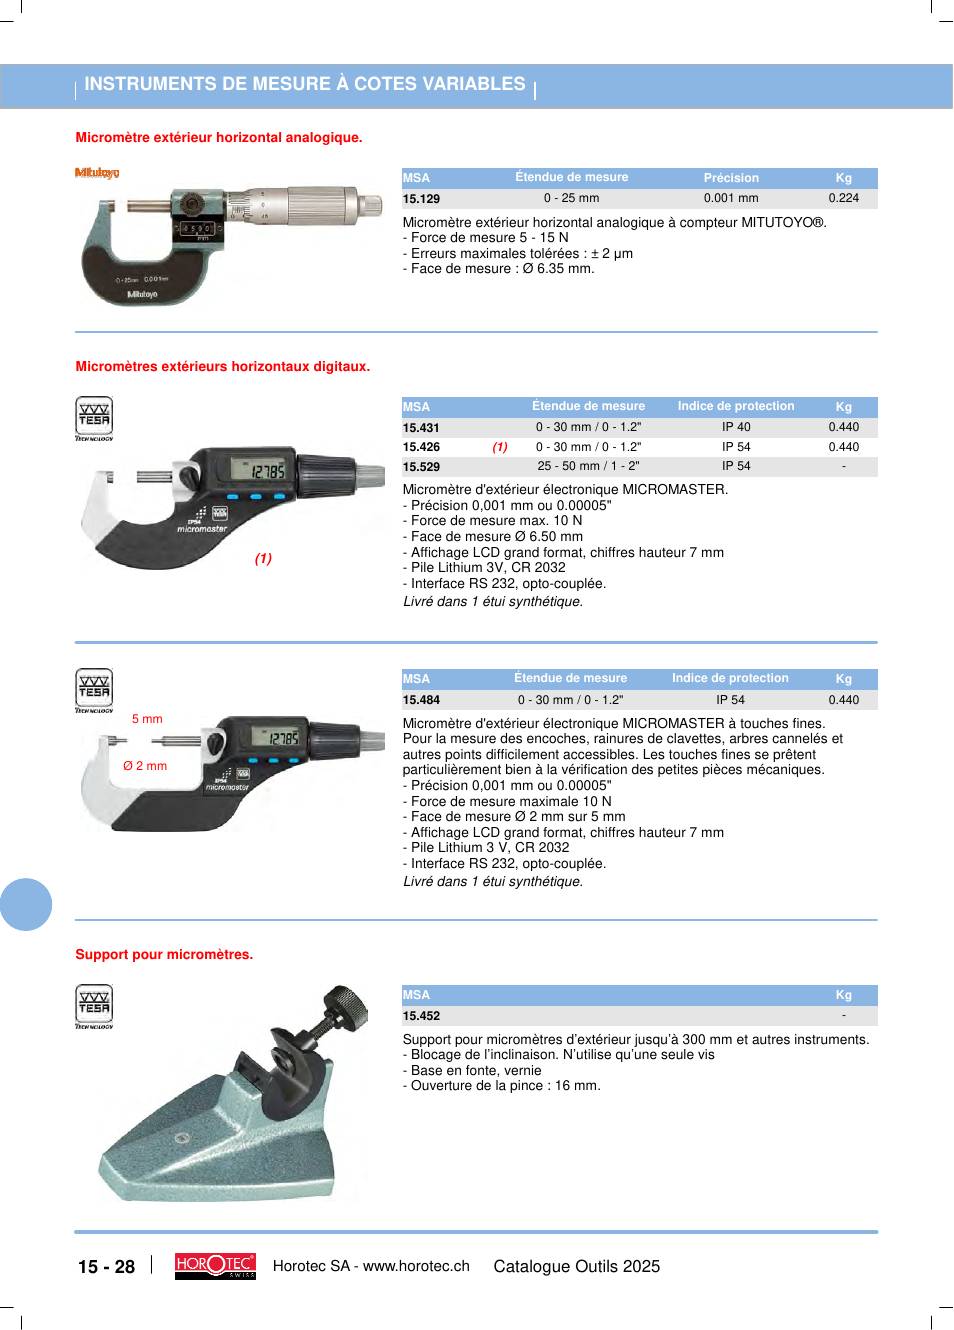 INSTRUMENTS DE MESURE À COTES VARIABLES
Micromètre extérieur horizontal analogique.
Mitutoyo
MSA Étendue de mesure Précision Kg
15.129 0 - 25 mm 0.001 mm 0.224
Micromètre extérieur horizontal analogique à compteur MITUTOYO®.
- Force de mesure 5 - 15 N
- Erreurs maximales tolérées : ± 2 µm
- Face de mesure : Ø 6.35 mm.
0-25mm 0.001mm
Mitutoyo
Micromètres extérieurs horizontaux digitaux.
TESA
TECHNOLOGY
MSA Étendue de mesure Indice de protection Kg
15.431 0 - 30 mm / 0 - 1.2" IP 40 0.440
15.426 (1) 0 - 30 mm / 0 - 1.2" IP 54 0.440
15.529 25 - 50 mm / 1 - 2" IP 54 -
12.785
IP54
micromaster
(1)
Micromètre d'extérieur électronique MICROMASTER.
- Précision 0,001 mm ou 0.00005"
- Force de mesure max. 10 N
- Face de mesure Ø 6.50 mm
- Affichage LCD grand format, chiffres hauteur 7 mm
- Pile Lithium 3V, CR 2032
- Interface RS 232, opto-couplée.
Livré dans 1 étui synthétique.
TESA
TECHNOLOGY
5 mm
Ø 2 mm
12.785
IP54
micromaster
MSA Étendue de mesure Indice de protection Kg
15.484 0 - 30 mm / 0 - 1.2" IP 54 0.440
Micromètre d'extérieur électronique MICROMASTER à touches fines.
Pour la mesure des encoches, rainures de clavettes, arbres cannelés et
autres points difficilement accessibles. Les touches fines se prêtent
particulièrement bien à la vérification des petites pièces mécaniques.
- Précision 0,001 mm ou 0.00005"
- Force de mesure maximale 10 N
- Face de mesure Ø 2 mm sur 5 mm
- Affichage LCD grand format, chiffres hauteur 7 mm
- Pile Lithium 3 V, CR 2032
- Interface RS 232, opto-couplée.
Livré dans 1 étui synthétique.
Support pour micromètres.
TESA
TECHNOLOGY
MSA Kg
15.452 -
Support pour micromètres d’extérieur jusqu’à 300 mm et autres instruments.
- Blocage de l’inclinaison. N’utilise qu’une seule vis
- Base en fonte, vernie
- Ouverture de la pince : 16 mm.
15 - 28 HOROTEC® SWISS Horotec SA - www.horotec.ch Catalogue Outils 2025